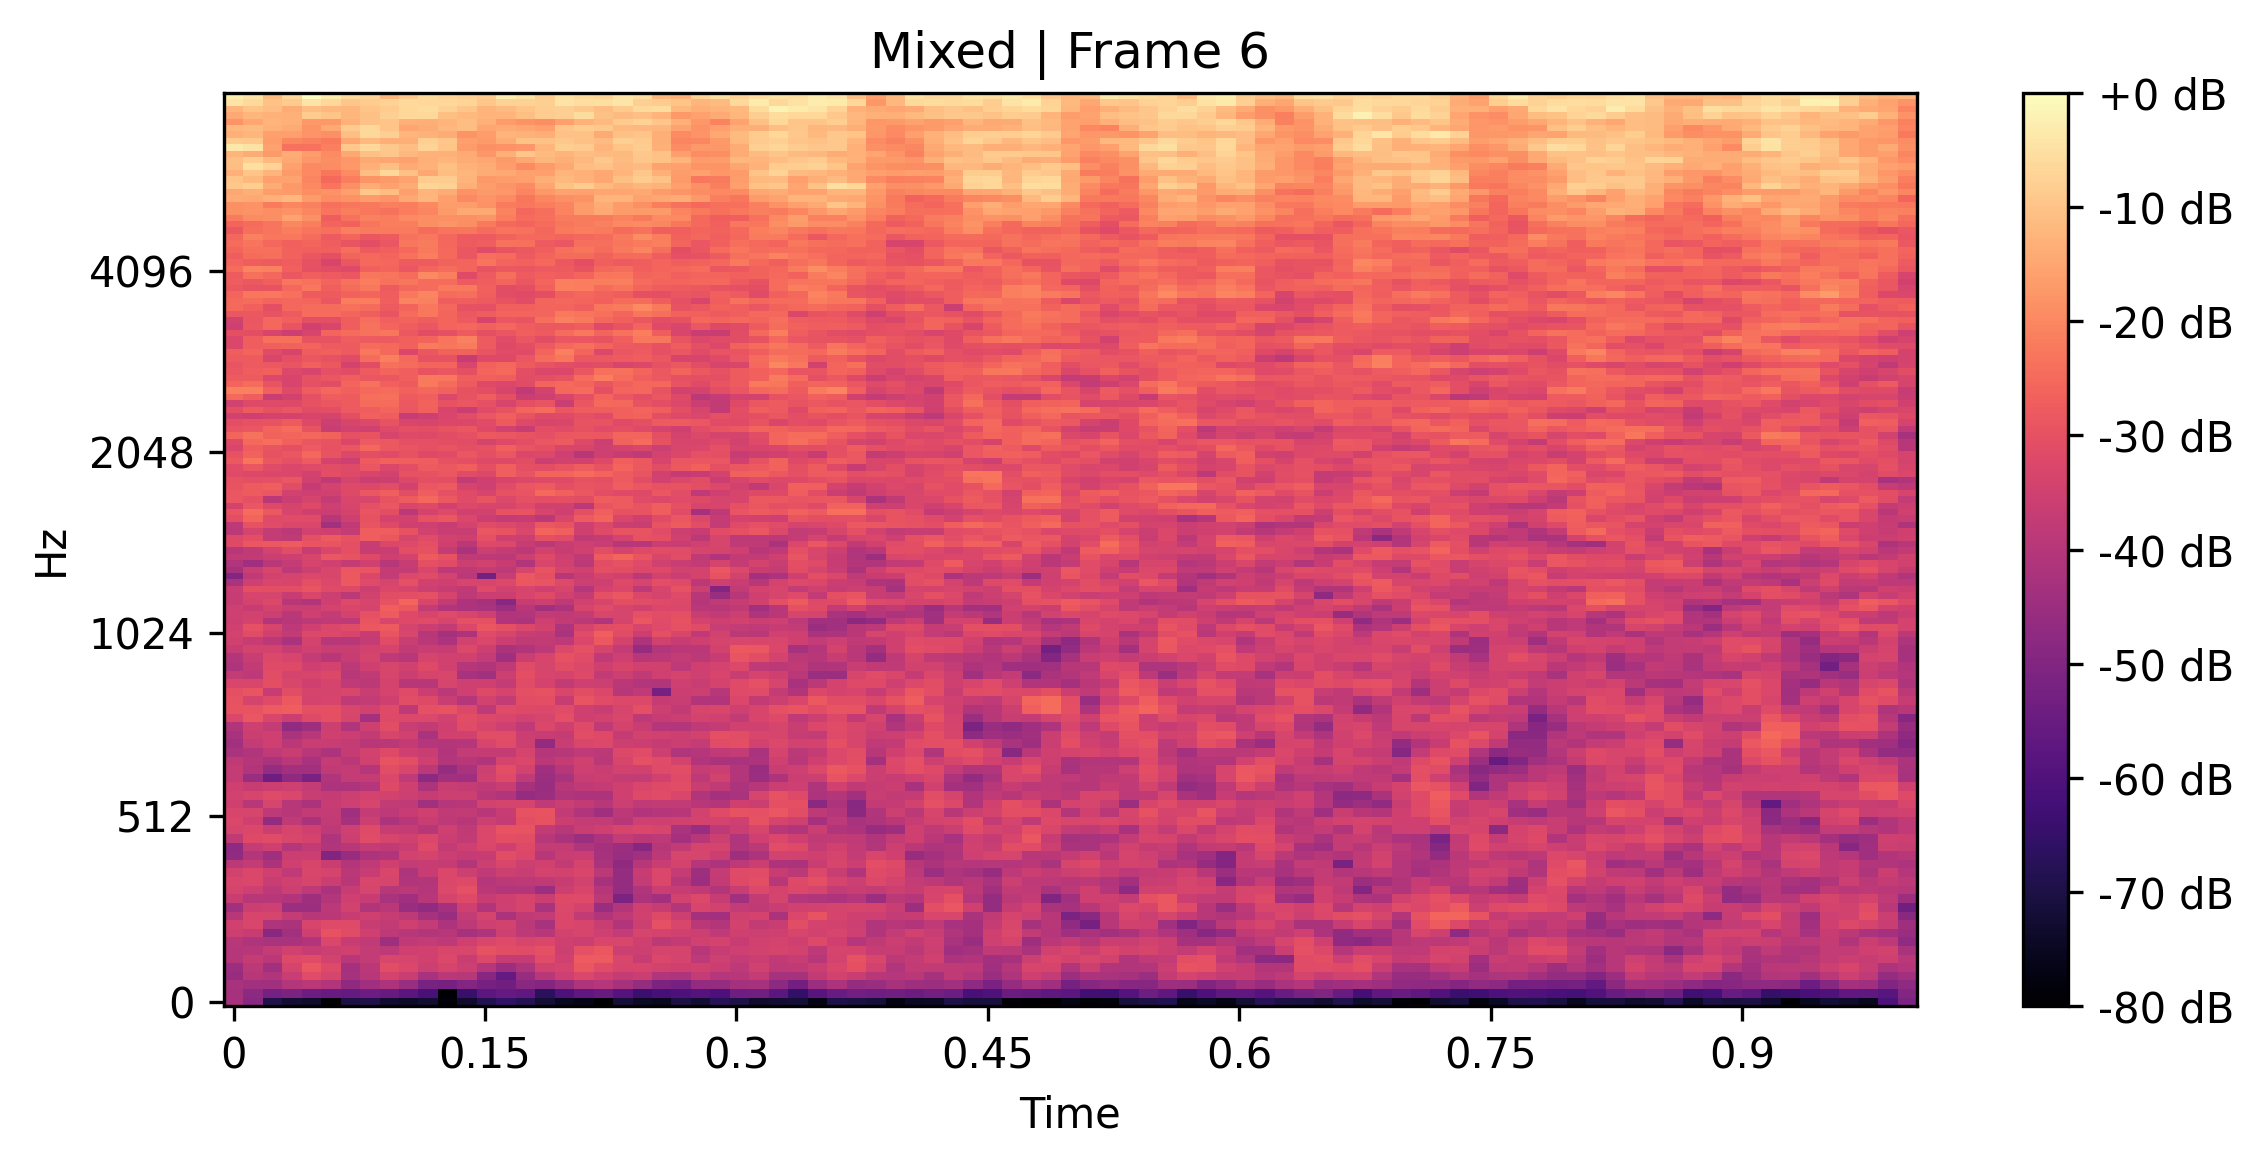 Mixed | Frame 6
Hz
4096
2048
1024
512
0
0 0.15 0.3 0.45 0.6 0.75 0.9
Time
+0 dB
-10 dB
-20 dB
-30 dB
-40 dB
-50 dB
-60 dB
-70 dB
-80 dB